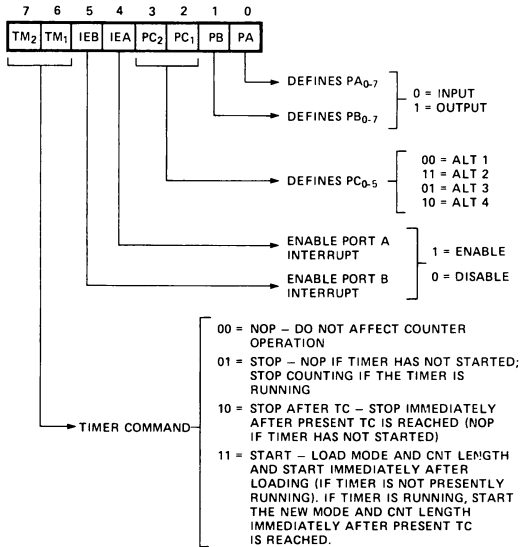 7 6 5 4 3 2 1 0
TM2 TM1 IEB IEA PC2 PC1 PB PA
DEFINES PA0-7
0 = INPUT
1 = OUTPUT
DEFINES PB0-7
00 = ALT 1
11 = ALT 2
01 = ALT 3
10 = ALT 4
DEFINES PC0-5
ENABLE PORT A
INTERRUPT
1 = ENABLE
0 = DISABLE
ENABLE PORT B
INTERRUPT
TIMER COMMAND
00 = NOP – DO NOT AFFECT COUNTER
OPERATION
01 = STOP – NOP IF TIMER HAS NOT STARTED;
STOP COUNTING IF THE TIMER IS
RUNNING
10 = STOP AFTER TC – STOP IMMEDIATELY
AFTER PRESENT TC IS REACHED (NOP
IF TIMER HAS NOT STARTED)
11 = START – LOAD MODE AND CNT LENGTH
AND START IMMEDIATELY AFTER
LOADING (IF TIMER IS NOT PRESENTLY
RUNNING). IF TIMER IS RUNNING, START
THE NEW MODE AND CNT LENGTH
IMMEDIATELY AFTER PRESENT TC
IS REACHED.